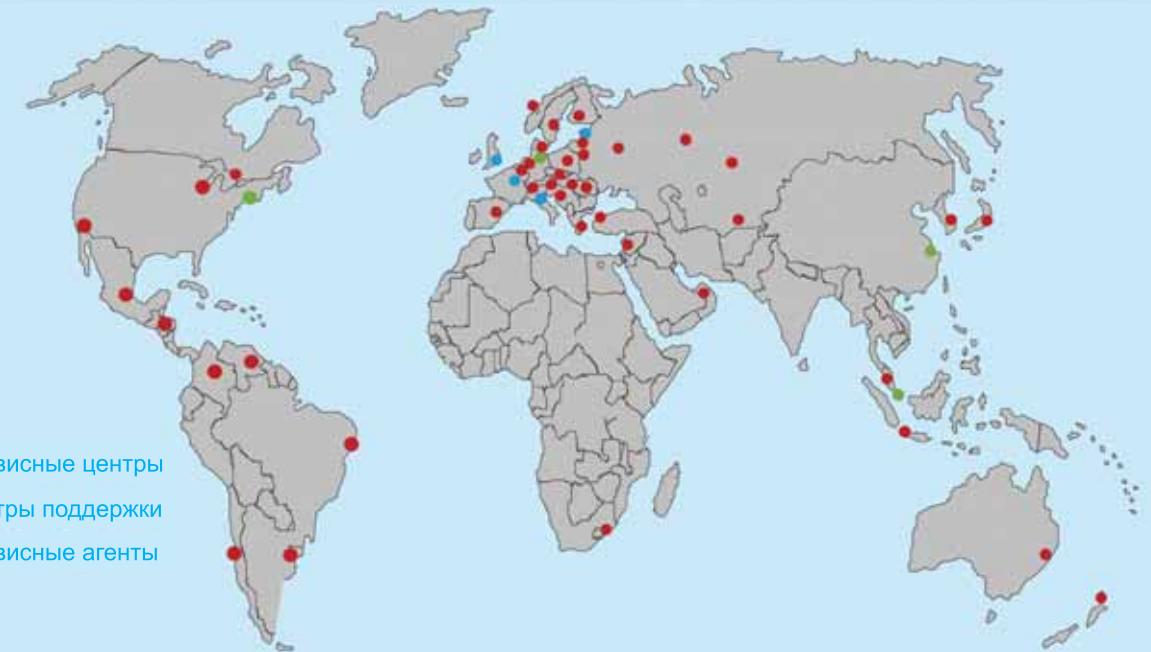 висные центры
тры поддержки
висные агенты